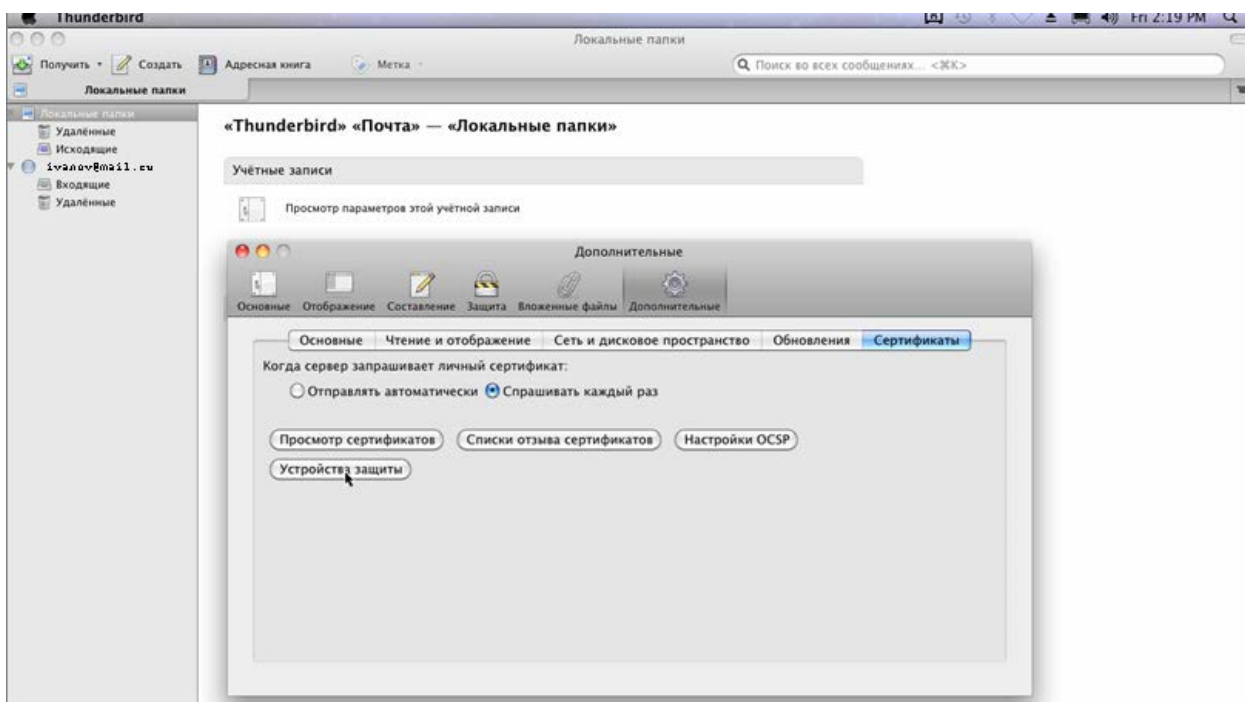 Thunderbird
Fri 2:19 PM
Локальные папки
Получить
Создать
Адресная книга
Метка
Поиск во всех сообщениях... <⌘K>
Локальные папки
Локальные папки
Удалённые
Исходящие
ivanov@mail.ru
Входящие
Удалённые
«Thunderbird» «Почта» — «Локальные папки»
Учётные записи
Просмотр параметров этой учётной записи
Дополнительные
Основные Отображение Составление Защита Вложенные файлы Дополнительные
Основные Чтение и отображение Сеть и дисковое пространство Обновления Сертификаты
Когда сервер запрашивает личный сертификат:
Отправлять автоматически Спрашивать каждый раз
Просмотр сертификатов Списки отзыва сертификатов Настройки OCSP
Устройства защиты